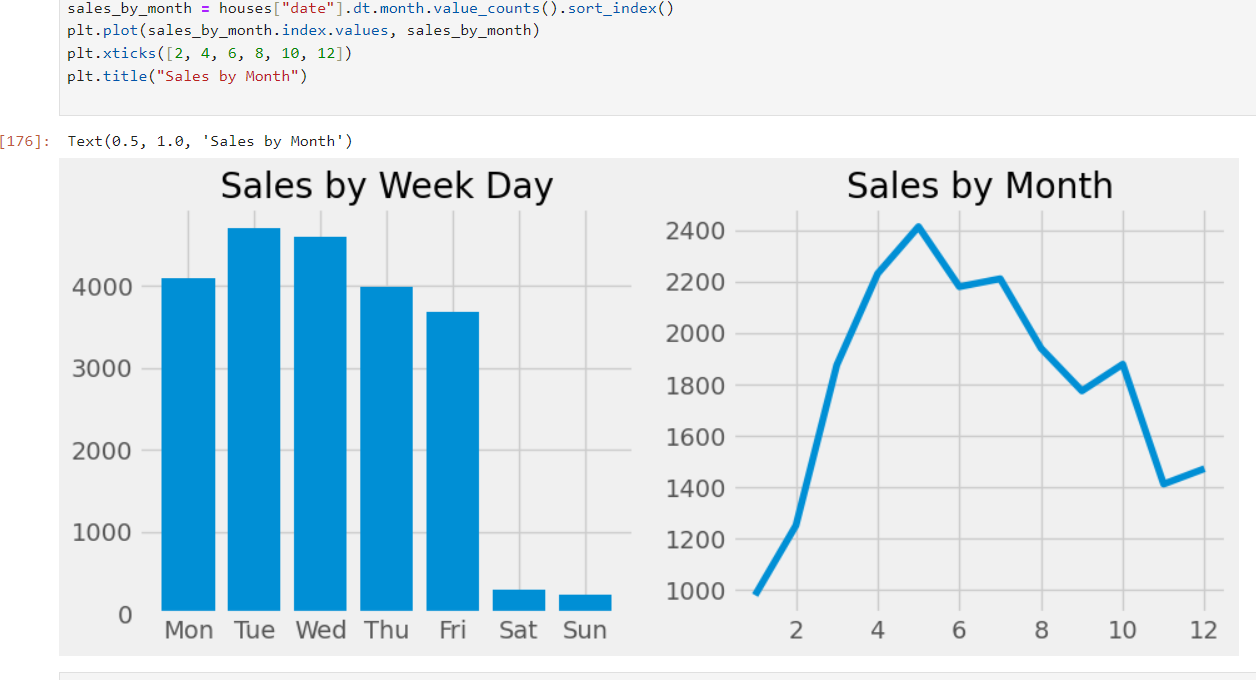 sales_by_month = houses["date"].dt.month.value_counts().sort_index()
plt.plot(sales_by_month.index.values, sales_by_month)
plt.xticks([2, 4, 6, 8, 10, 12])
plt.title("Sales by Month")
[176]: Text(0.5, 1.0, 'Sales by Month')
Sales by Week Day
4000
3000
2000
1000
0
Mon Tue Wed Thu Fri Sat Sun
Sales by Month
2400
2200
2000
1800
1600
1400
1200
1000
2 4 6 8 10 12